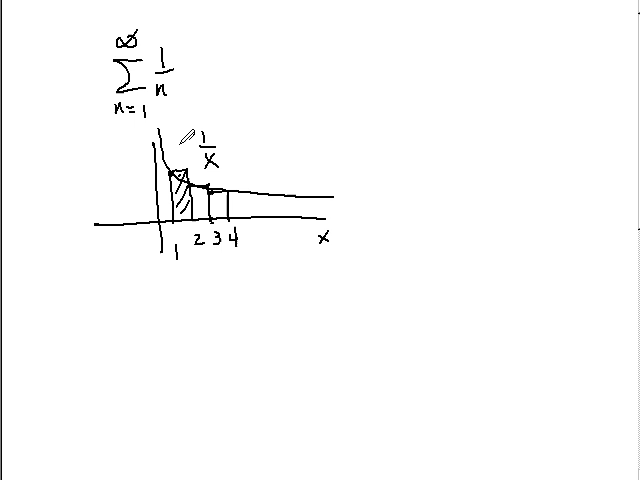 ∞
∑ 1/n
n=1
1/x
1 2 3 4 x